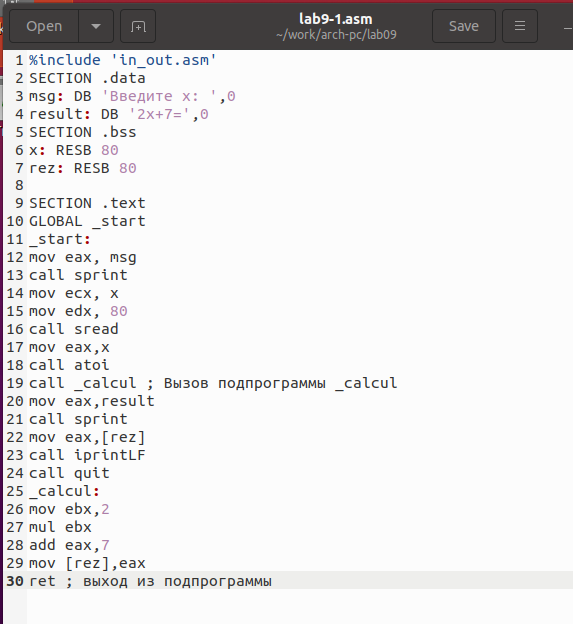 Open
lab9-1.asm
~/work/arch-pc/lab09
Save
1 %include 'in_out.asm'
2 SECTION .data
3 msg: DB 'Введите x: ',0
4 result: DB '2x+7=',0
5 SECTION .bss
6 x: RESB 80
7 rez: RESB 80
8
9 SECTION .text
10 GLOBAL _start
11 _start:
12 mov eax, msg
13 call sprint
14 mov ecx, x
15 mov edx, 80
16 call sread
17 mov eax,x
18 call atoi
19 call _calcul ; Вызов подпрограммы _calcul
20 mov eax,result
21 call sprint
22 mov eax,[rez]
23 call iprintLF
24 call quit
25 _calcul:
26 mov ebx,2
27 mul ebx
28 add eax,7
29 mov [rez],eax
30 ret ; выход из подпрограммы